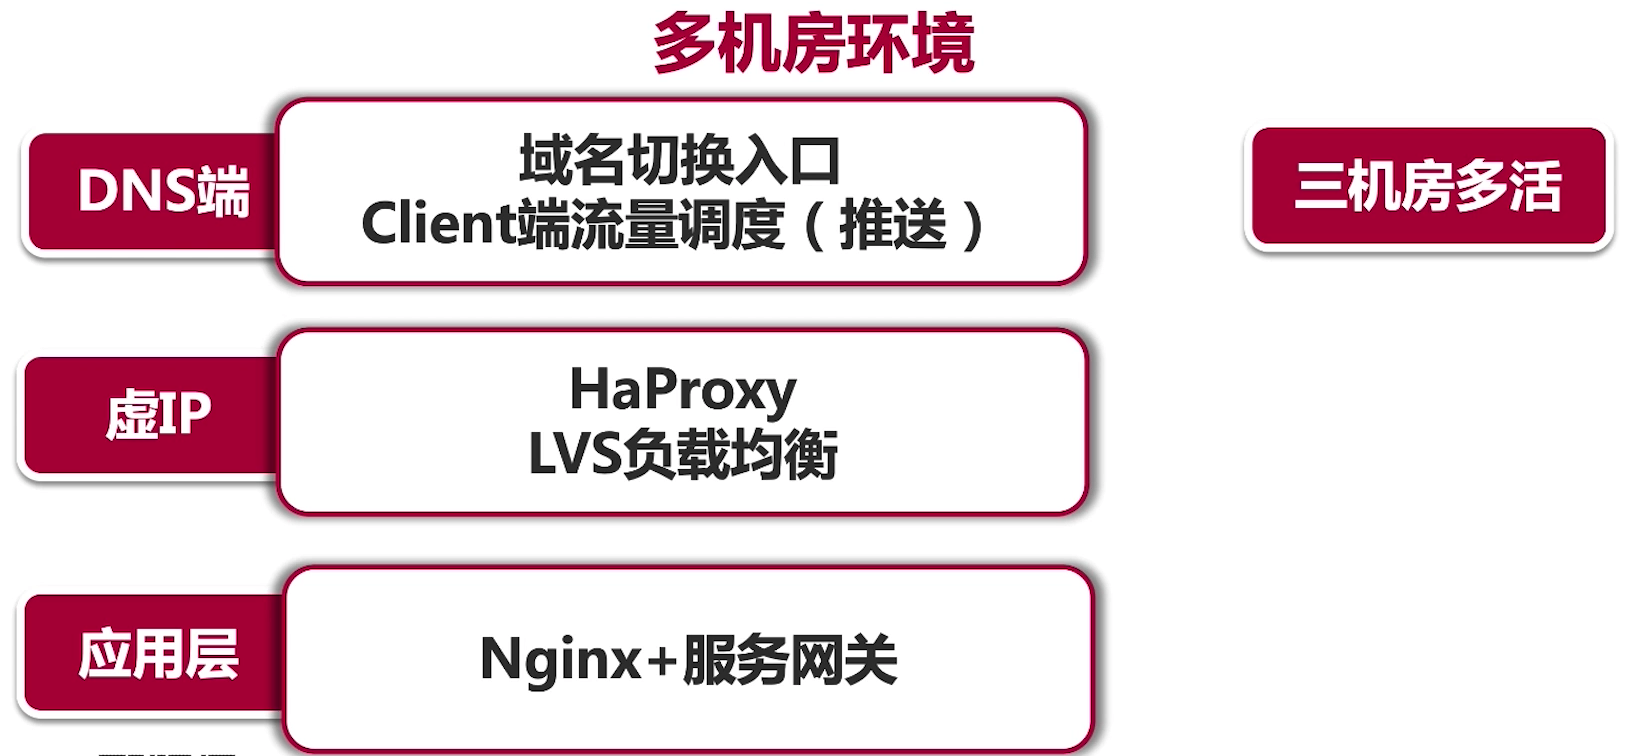 多机房环境
DNS端
域名切换入口
Client端流量调度（推送）
三机房多活
虚IP
HaProxy
LVS负载均衡
应用层
Nginx+服务网关